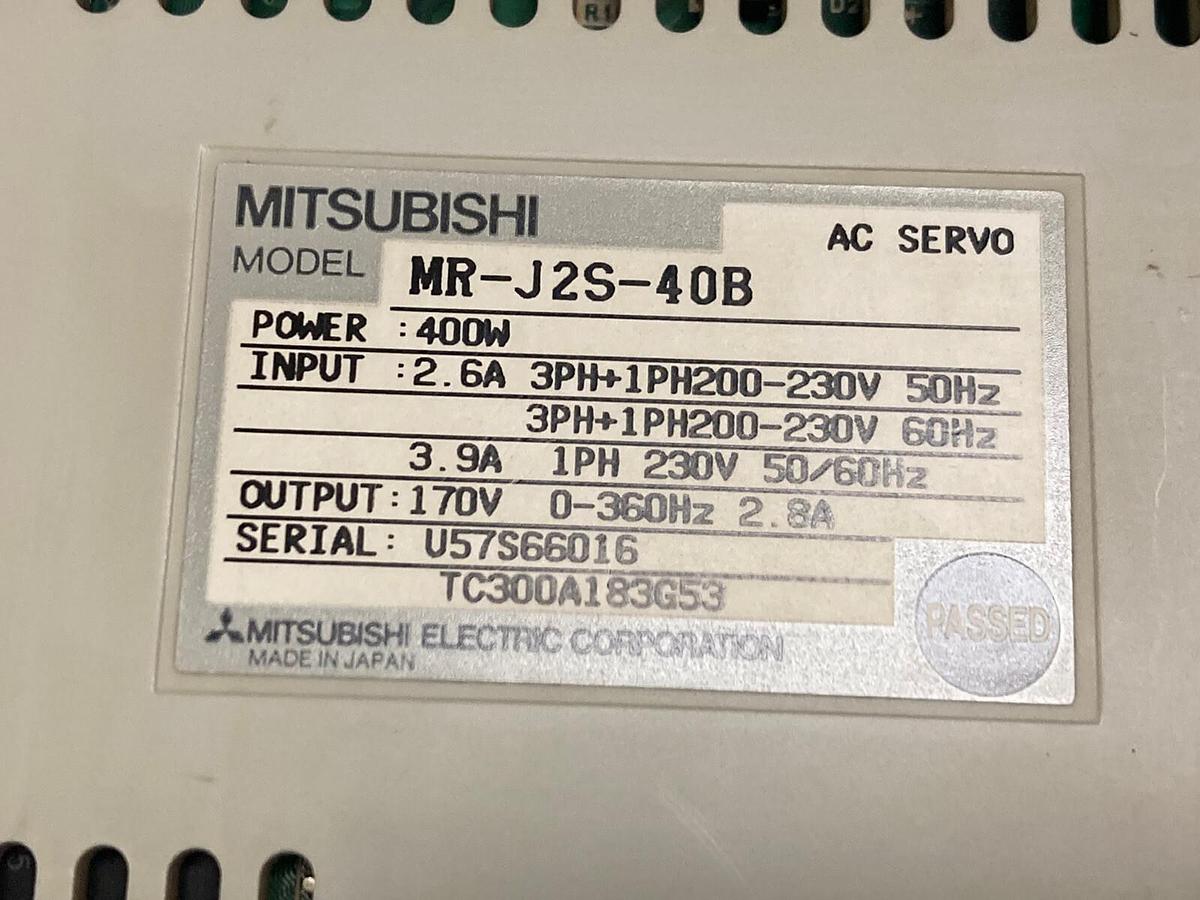 R1
D2
MITSUBISHI
AC SERVO
MODEL MR-J2S-40B
POWER :400W
INPUT :2.6A 3PH+1PH200-230V 50Hz
3PH+1PH200-230V 60Hz
3.9A 1PH 230V 50/60Hz
OUTPUT:170V 0-360Hz 2.8A
SERIAL: U57S66016
TC300A183G53
PASSED
MITSUBISHI ELECTRIC CORPORATION
MADE IN JAPAN